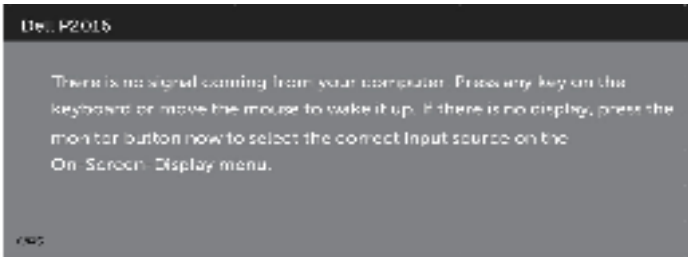 Dell P2016
There is no signal coming from your computer. Press any key on the
keyboard or move the mouse to wake it up. If there is no display, press the
monitor button now to select the correct input source on the
On-Screen-Display menu.